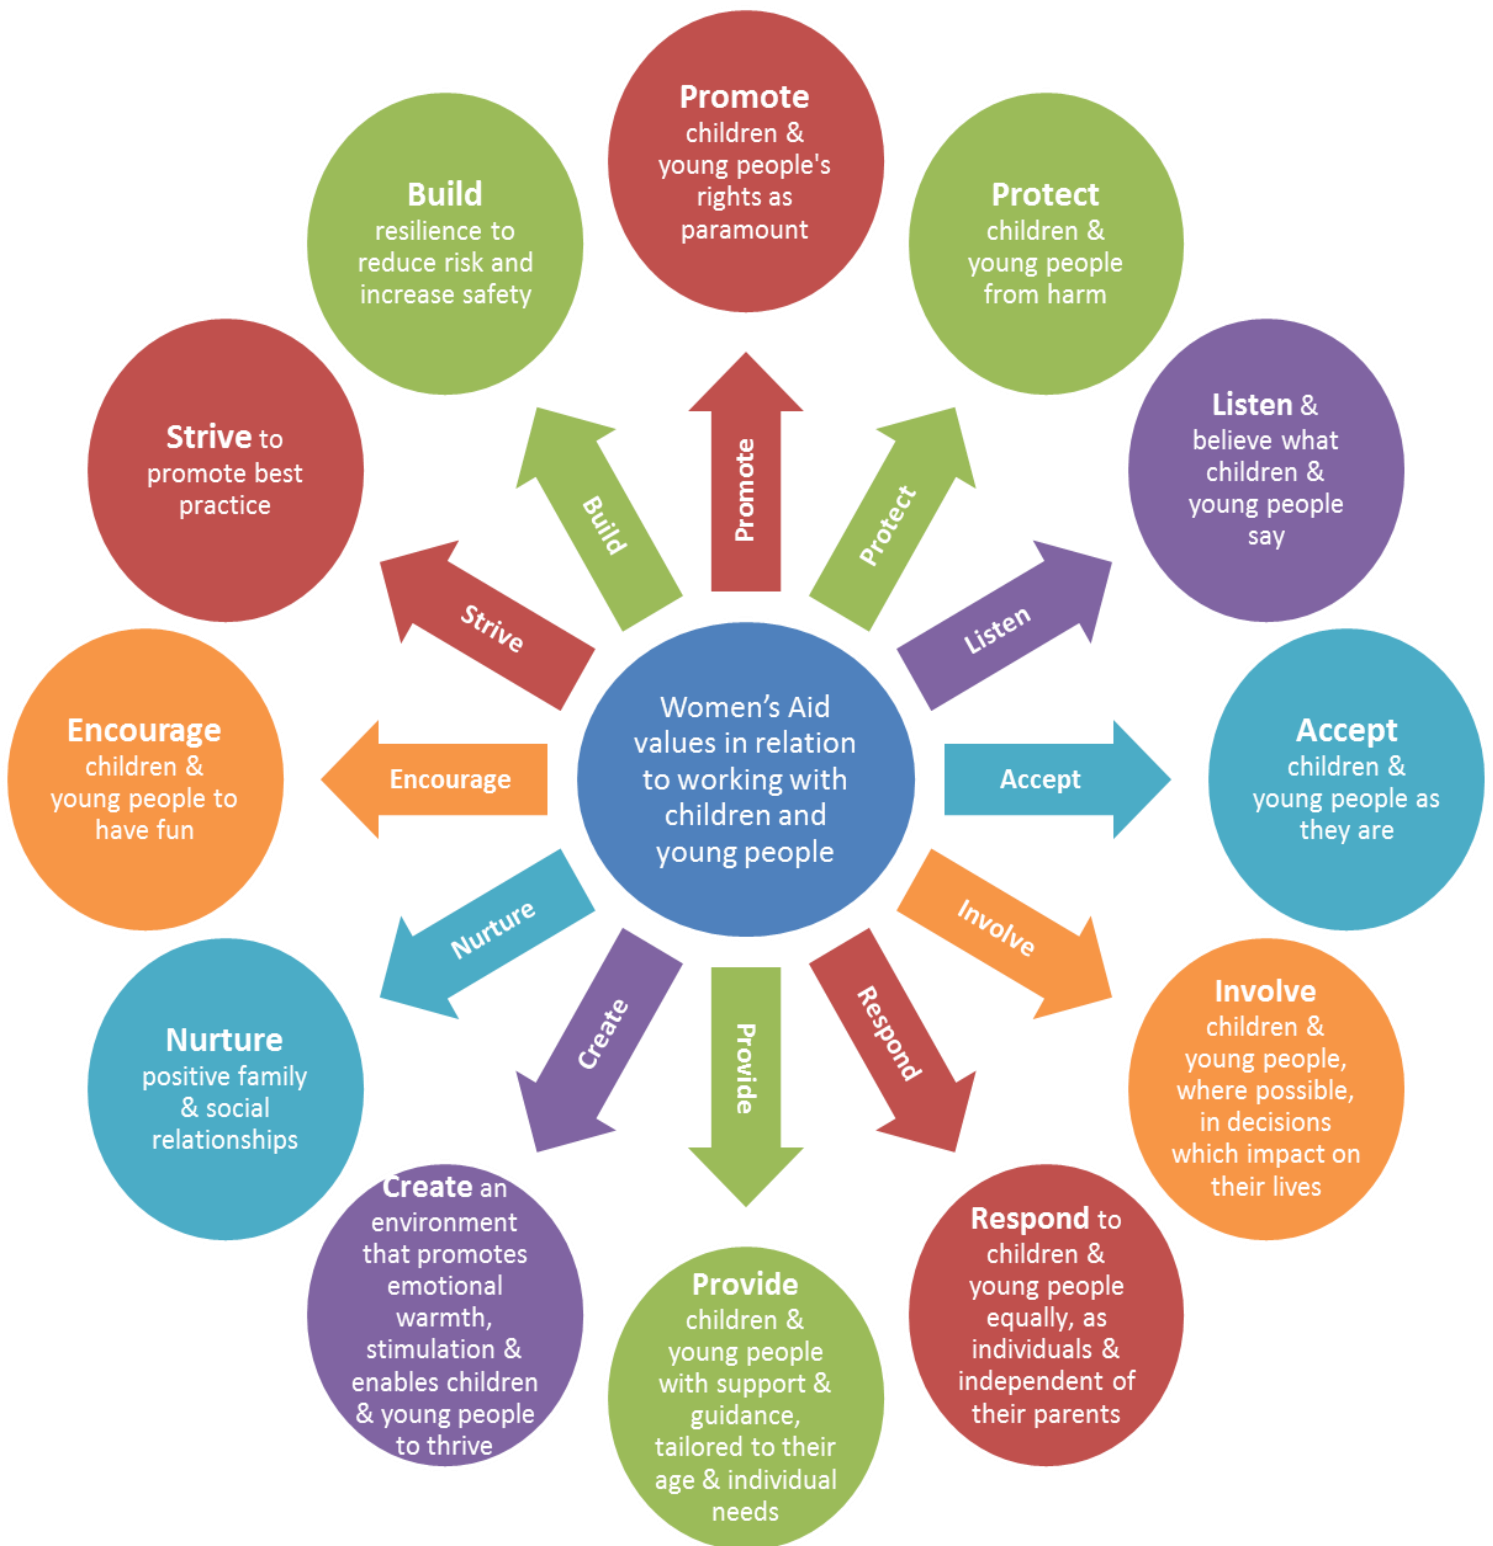 Promote
children &
young people's
rights as
paramount
Protect
children &
young people
from harm
Listen &
believe what
children &
young people
say
Accept
children &
young people as
they are
Involve
children &
young people,
where possible,
in decisions
which impact on
their lives
Respond to
children &
young people
equally, as
individuals &
independent of
their parents
Provide
children &
young people
with support &
guidance,
tailored to their
age & individual
needs
Create an
environment
that promotes
emotional
warmth,
stimulation &
enables children
& young people
to thrive
Nurture
positive family
& social
relationships
Encourage
children &
young people to
have fun
Strive to
promote best
practice
Build
resilience to
reduce risk and
increase safety
Promote
Protect
Listen
Accept
Involve
Respond
Provide
Create
Nurture
Encourage
Strive
Build
Women’s Aid
values in relation
to working with
children and
young people